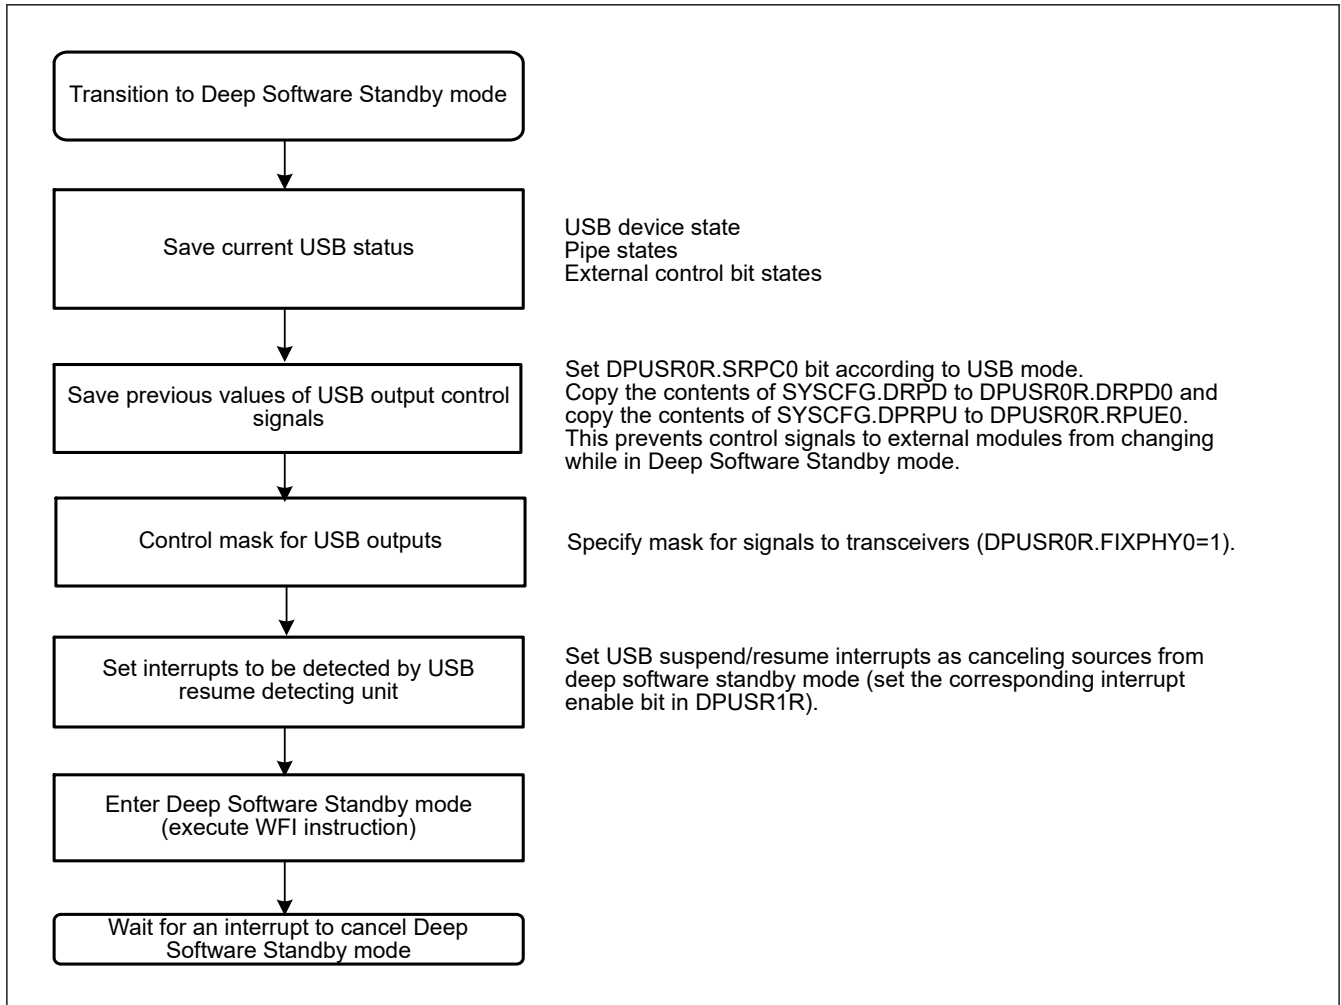 Transition to Deep Software Standby mode
Save current USB status
USB device state
Pipe states
External control bit states
Save previous values of USB output control
signals
Set DPUSR0R.SRPC0 bit according to USB mode.
Copy the contents of SYSCFG.DRPD to DPUSR0R.DRPD0 and
copy the contents of SYSCFG.DPRPU to DPUSR0R.RPUE0.
This prevents control signals to external modules from changing
while in Deep Software Standby mode.
Control mask for USB outputs
Specify mask for signals to transceivers (DPUSR0R.FIXPHY0=1).
Set interrupts to be detected by USB
resume detecting unit
Set USB suspend/resume interrupts as canceling sources from
deep software standby mode (set the corresponding interrupt
enable bit in DPUSR1R).
Enter Deep Software Standby mode
(execute WFI instruction)
Wait for an interrupt to cancel Deep
Software Standby mode